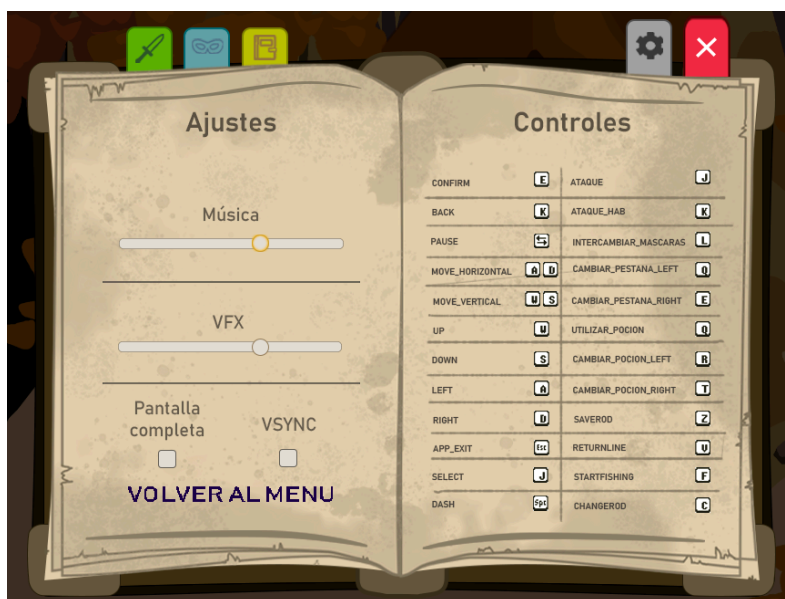 Ajustes
Música
VFX
Pantalla
completa
VSYNC
VOLVER AL MENU
Controles
CONFIRM E ATAQUE J
BACK K ATAQUE_HAB K
PAUSE INTERCAMBIAR_MASCARAS L
MOVE_HORIZONTAL A D CAMBIAR_PESTANA_LEFT Q
MOVE_VERTICAL W S CAMBIAR_PESTANA_RIGHT E
UP W UTILIZAR_POCION Q
DOWN S CAMBIAR_POCION_LEFT R
LEFT A CAMBIAR_POCION_RIGHT T
RIGHT D SAVEROD Z
APP_EXIT Esc RETURNLINE V
SELECT J STARTFISHING F
DASH Spc CHANGEROD C